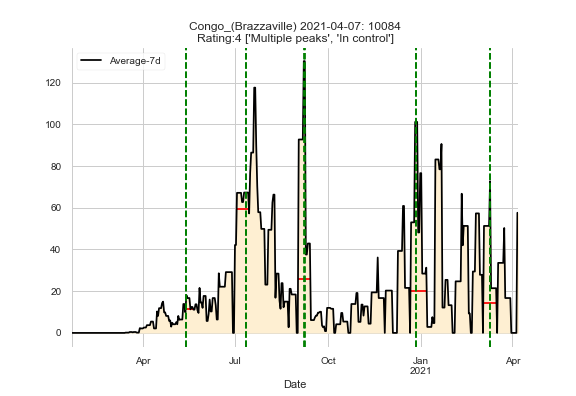 Congo_(Brazzaville) 2021-04-07: 10084
Rating:4 ['Multiple peaks', 'In control']
Average-7d
120
100
80
60
40
20
0
Apr
Jul
Oct
Jan
2021
Apr
Date